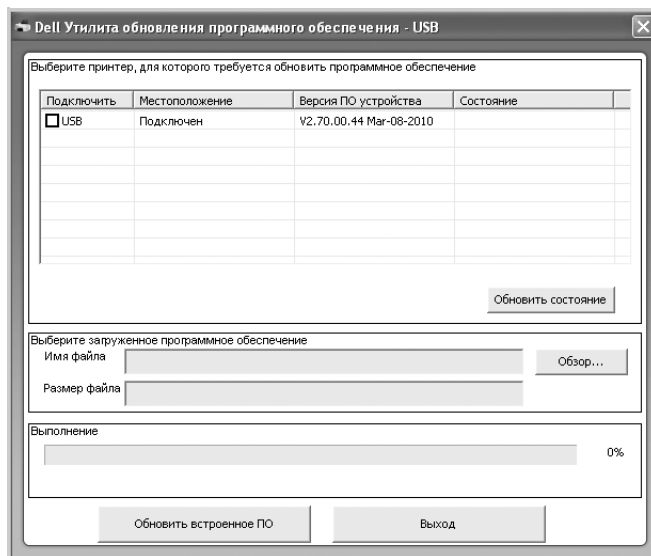 Dell Утилита обновления программного обеспечения - USB
Выберите принтер, для которого требуется обновить программное обеспечение
Подключить Местоположение Версия ПО устройства Состояние
USB Подключен V2.70.00.44 Mar-08-2010
Обновить состояние
Выберите загруженное программное обеспечение
Имя файла Обзор...
Размер файла
Выполнение
0%
Обновить встроенное ПО Выход